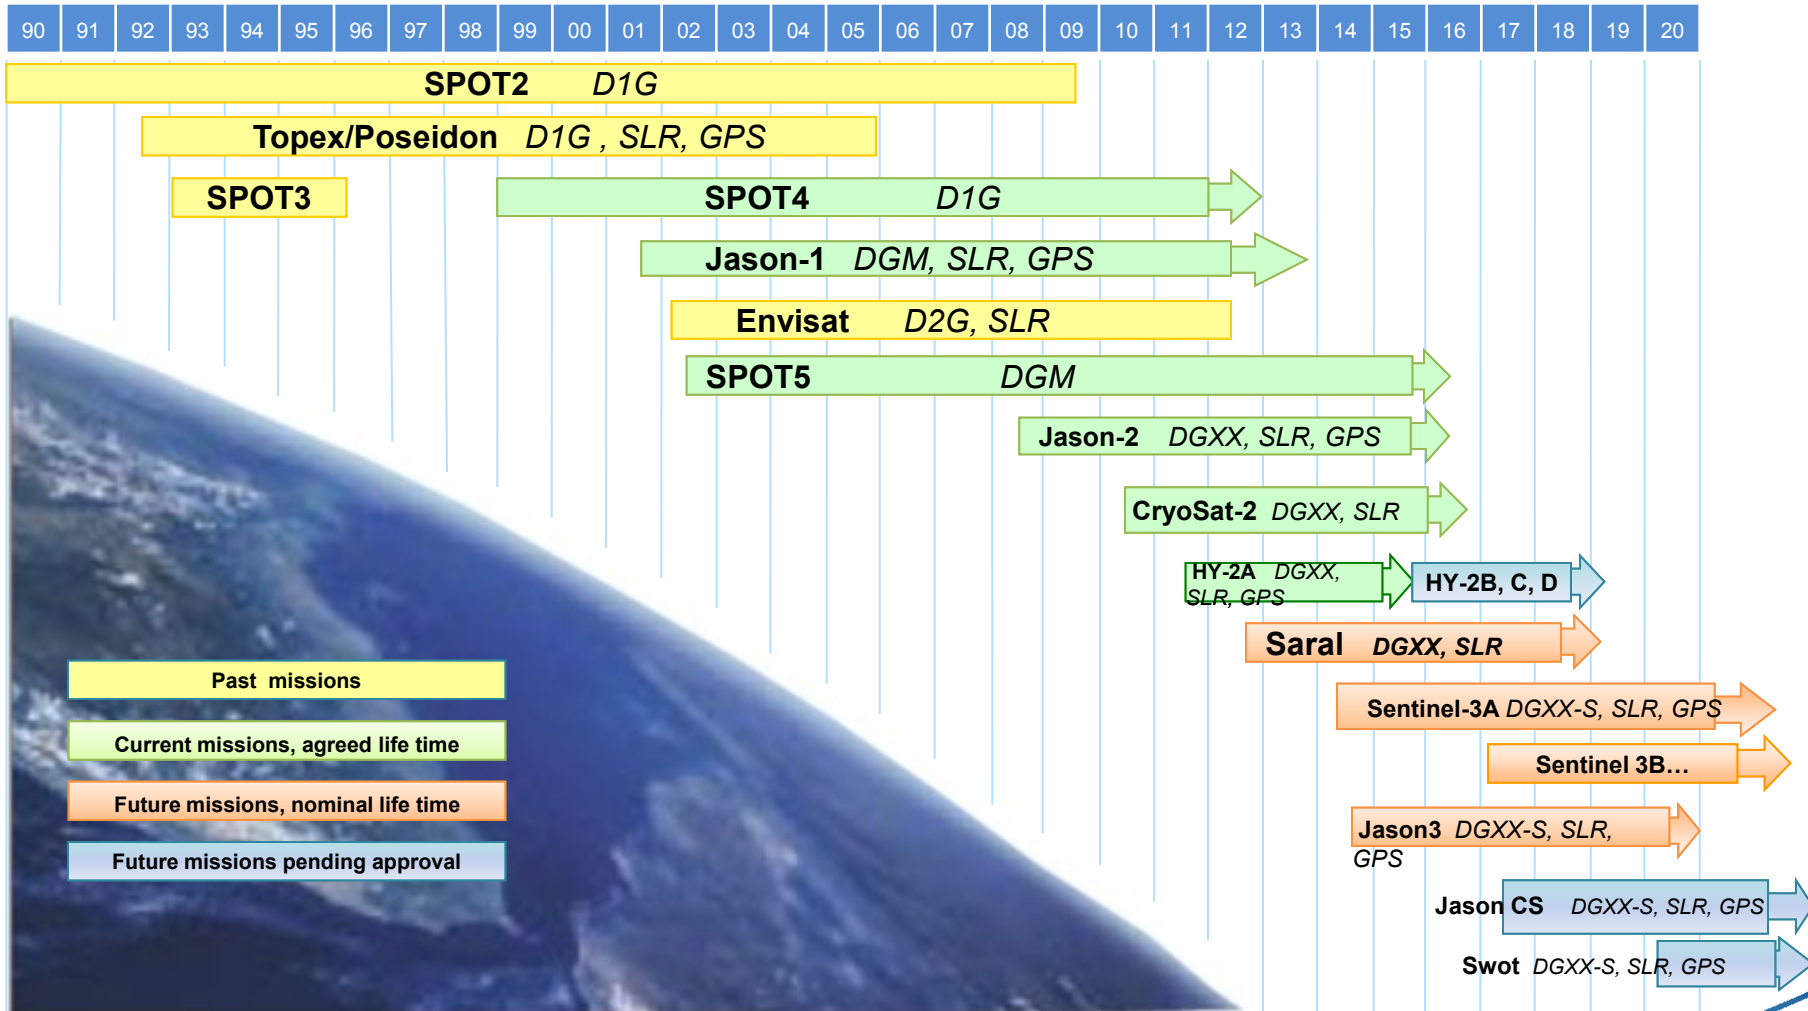 90 91 92 93 94 95 96 97 98 99 00 01 02 03 04 05 06 07 08 09 10 11 12 13 14 15 16 17 18 19 20
SPOT2 D1G
Topex/Poseidon D1G , SLR, GPS
SPOT3
SPOT4 D1G
Jason-1 DGM, SLR, GPS
Envisat D2G, SLR
SPOT5 DGM
Jason-2 DGXX, SLR, GPS
CryoSat-2 DGXX, SLR
HY-2A DGXX,
SLR, GPS
HY-2B, C, D
Saral DGXX, SLR
Past missions
Sentinel-3A DGXX-S, SLR, GPS
Current missions, agreed life time
Sentinel 3B...
Future missions, nominal life time
Jason3 DGXX-S, SLR,
GPS
Future missions pending approval
Jason CS DGXX-S, SLR, GPS
Swot DGXX-S, SLR, GPS